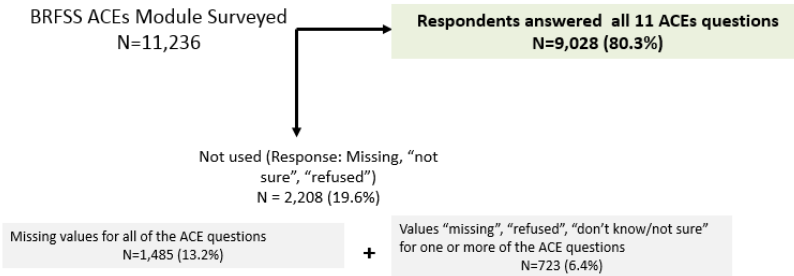 BRFSS ACEs Module Surveyed
N=11,236
Respondents answered all 11 ACEs questions
N=9,028 (80.3%)
Not used (Response: Missing, “not
sure”, “refused”)
N = 2,208 (19.6%)
Missing values for all of the ACE questions
N=1,485 (13.2%)
+
Values “missing”, “refused”, “don’t know/not sure”
for one or more of the ACE questions
N=723 (6.4%)